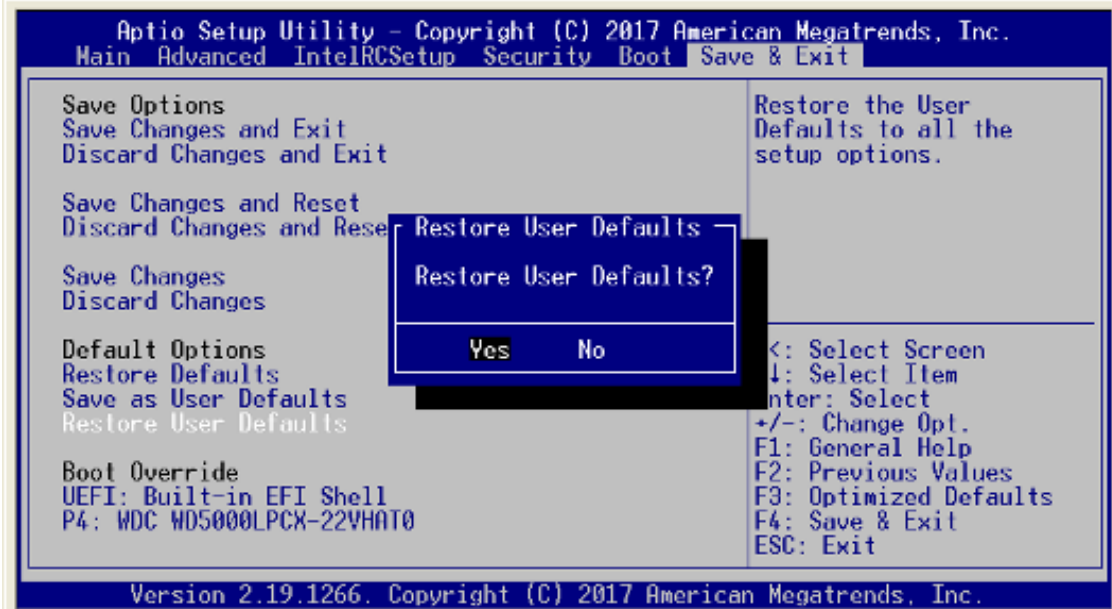 Aptio Setup Utility - Copyright (C) 2017 American Megatrends, Inc.
Main Advanced IntelRCSetup Security Boot Save & Exit
Save Options
Save Changes and Exit
Discard Changes and Exit
Save Changes and Reset
Discard Changes and Rese
Save Changes
Discard Changes
Default Options
Restore Defaults
Save as User Defaults
Restore User Defaults
Boot Override
UEFI: Built-in EFI Shell
P4: WDC WD5000LPCX-22VHAT0
Restore User Defaults
Restore User Defaults?
Yes No
Restore the User
Defaults to all the
setup options.
<: Select Screen
↓: Select Item
nter: Select
+/-: Change Opt.
F1: General Help
F2: Previous Values
F3: Optimized Defaults
F4: Save & Exit
ESC: Exit
Version 2.19.1266. Copyright (C) 2017 American Megatrends, Inc.